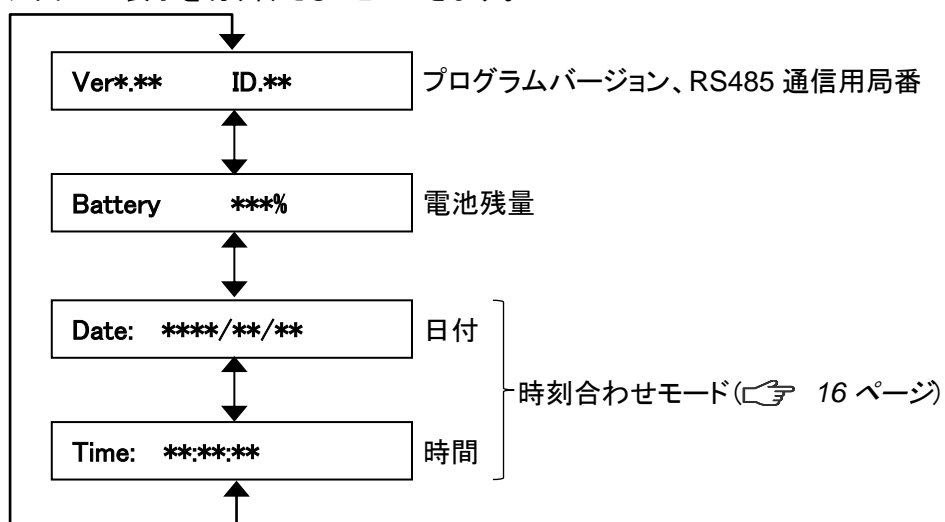 Ver*.** ID.** プログラムバージョン、RS485 通信用局番
Battery ***% 電池残量
Date: ****/**/** 日付
時刻合わせモード(☞ 16 ページ)
Time: **:**:** 時間